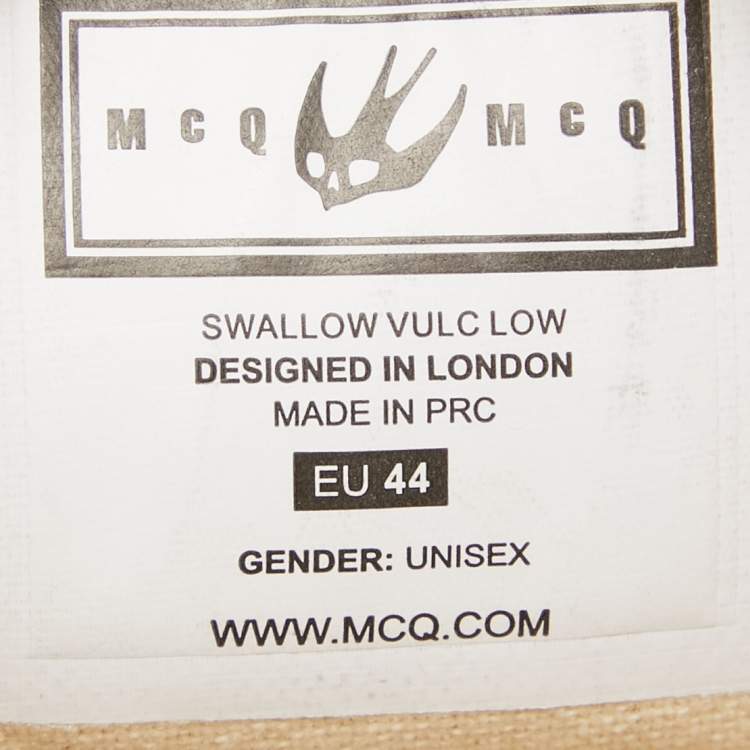 MCQ MCQ
SWALLOW VULC LOW
DESIGNED IN LONDON
MADE IN PRC
EU 44
GENDER: UNISEX
WWW.MCQ.COM